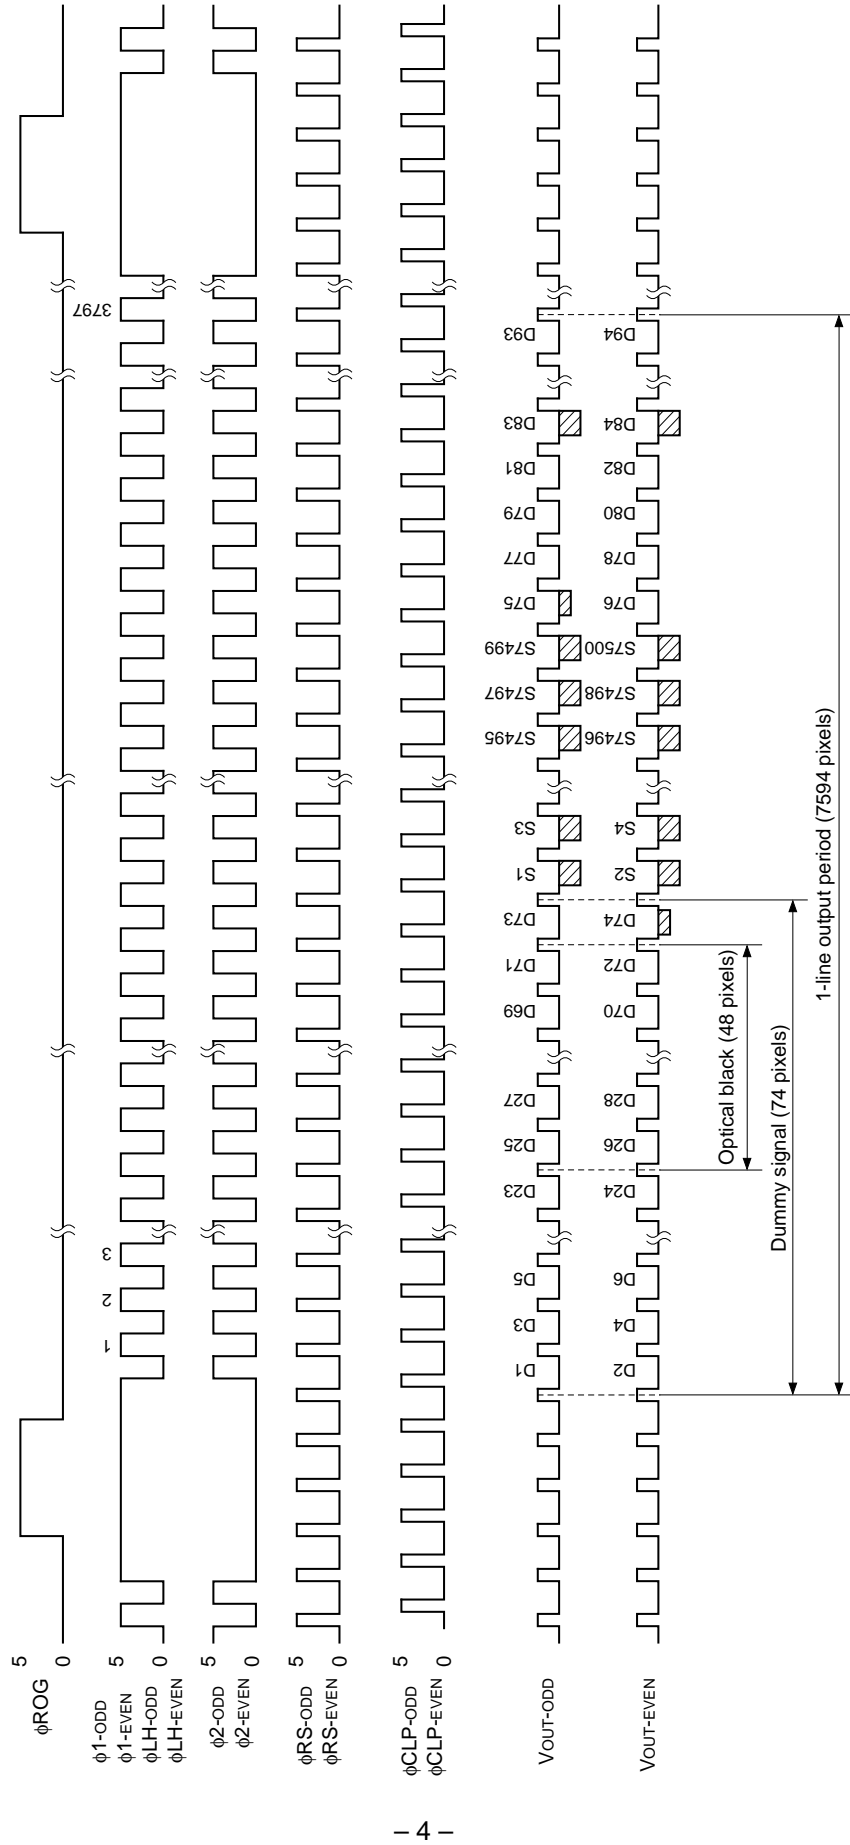 φROG
5
0
φ1-ODD
φ1-EVEN
φLH-ODD
φLH-EVEN
5
0
φ2-ODD
φ2-EVEN
5
0
φRS-ODD
φRS-EVEN
5
0
φCLP-ODD
φCLP-EVEN
5
0
VOUT-ODD
VOUT-EVEN
1
2
3
3797
D1
D3
D5
D23
D25
D27
D69
D71
D73
S1
S3
S7495
S7497
S7499
D75
D77
D79
D81
D83
D93
D2
D4
D6
D24
D26
D28
D70
D72
D74
S2
S4
S7496
S7498
S7500
D76
D78
D80
D82
D84
D94
Optical black (48 pixels)
Dummy signal (74 pixels)
1-line output period (7594 pixels)
– 4 –